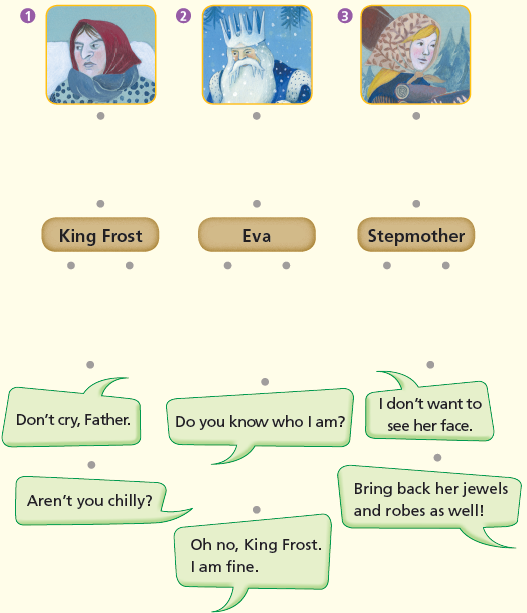 1
2
3
King Frost
Eva
Stepmother
Don't cry, Father.
Do you know who I am?
I don't want to
see her face.
Aren't you chilly?
Bring back her jewels
and robes as well!
Oh no, King Frost.
I am fine.